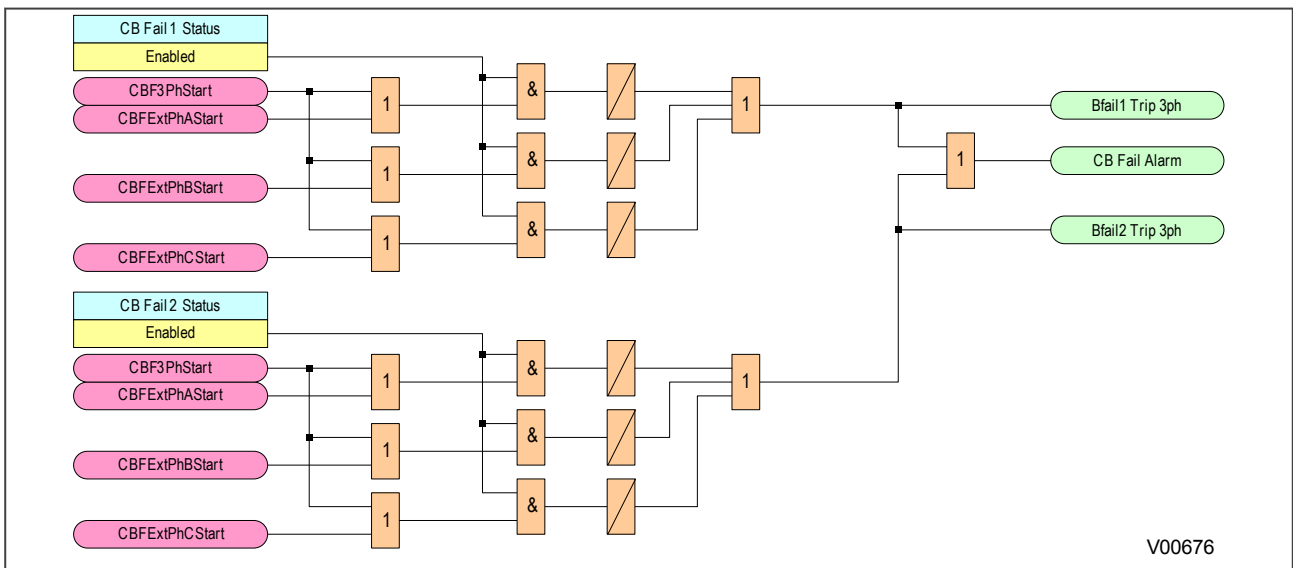 CB Fail 1 Status
Enabled
CBF3PhStart
1
&
1
Bfail1 Trip 3ph
CBFExtPhAStart
1
&
1
CB Fail Alarm
CBFExtPhBStart
1
&
Bfail2 Trip 3ph
CBFExtPhCStart
CB Fail 2 Status
Enabled
CBF3PhStart
1
&
1
CBFExtPhAStart
1
&
CBFExtPhBStart
1
&
CBFExtPhCStart
V00676